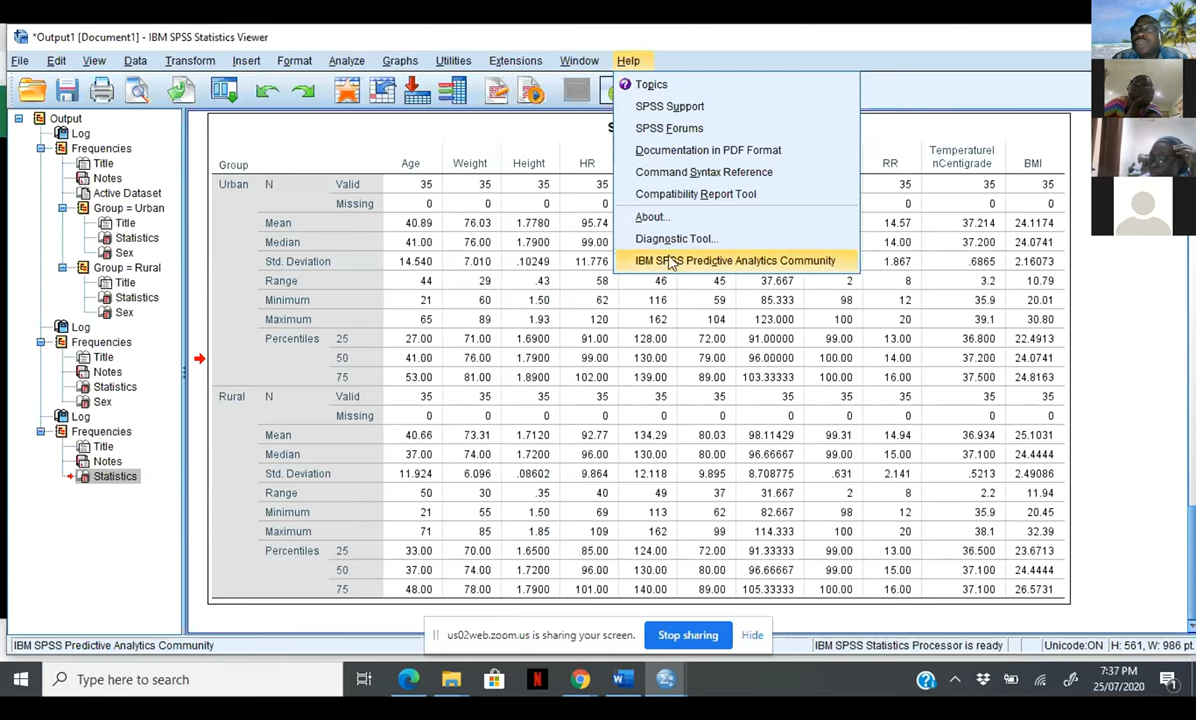 *Output1 [Document1] - IBM SPSS Statistics Viewer
File Edit View Data Transform Insert Format Analyze Graphs Utilities Extensions Window Help
Topics
SPSS Support
SPSS Forums
Documentation in PDF Format
Command Syntax Reference
Compatibility Report Tool
About...
Diagnostic Tool...
IBM SPSS Predictive Analytics Community
Output
Log
Frequencies
Title
Notes
Active Dataset
Group = Urban
Title
Statistics
Sex
Group = Rural
Title
Statistics
Sex
Log
Frequencies
Title
Notes
Statistics
Sex
Log
Frequencies
Title
Notes
Statistics
S
Group Age Weight Height HR RR TemperatureI nCentigrade BMI
Urban N Valid 35 35 35 35 35 35 35
Missing 0 0 0 0 0 0 0
Mean 40.89 76.03 1.7780 95.74 14.57 37.214 24.1174
Median 41.00 76.00 1.7900 99.00 14.00 37.200 24.0741
Std. Deviation 14.540 7.010 .10249 11.776 1.867 .6865 2.16073
Range 44 29 .43 58 46 45 37.667 2 8 3.2 10.79
Minimum 21 60 1.50 62 116 59 85.333 98 12 35.9 20.01
Maximum 65 89 1.93 120 162 104 123.000 100 20 39.1 30.80
Percentiles 25 27.00 71.00 1.6900 91.00 128.00 72.00 91.00000 99.00 13.00 36.800 22.4913
50 41.00 76.00 1.7900 99.00 130.00 79.00 96.00000 100.00 14.00 37.200 24.0741
75 53.00 81.00 1.8900 102.00 139.00 89.00 103.33333 100.00 16.00 37.500 24.8163
Rural N Valid 35 35 35 35 35 35 35 35 35 35 35
Missing 0 0 0 0 0 0 0 0 0 0 0
Mean 40.66 73.31 1.7120 92.77 134.29 80.03 98.11429 99.31 14.94 36.934 25.1031
Median 37.00 74.00 1.7200 96.00 130.00 80.00 96.66667 99.00 15.00 37.100 24.4444
Std. Deviation 11.924 6.096 .08602 9.864 12.118 9.895 8.708775 .631 2.141 .5213 2.49086
Range 50 30 .35 40 49 37 31.667 2 8 2.2 11.94
Minimum 21 55 1.50 69 113 62 82.667 98 12 35.9 20.45
Maximum 71 85 1.85 109 162 99 114.333 100 20 38.1 32.39
Percentiles 25 33.00 70.00 1.6500 85.00 124.00 72.00 91.33333 99.00 13.00 36.500 23.6713
50 37.00 74.00 1.7200 96.00 130.00 80.00 96.66667 99.00 15.00 37.100 24.4444
75 48.00 78.00 1.7900 101.00 140.00 89.00 105.33333 100.00 16.00 37.100 26.5731
us02web.zoom.us is sharing your screen. Stop sharing Hide
IBM SPSS Predictive Analytics Community IBM SPSS Statistics Processor is ready Unicode:ON H: 561, W: 986 pt.
Type here to search
7:37 PM
25/07/2020